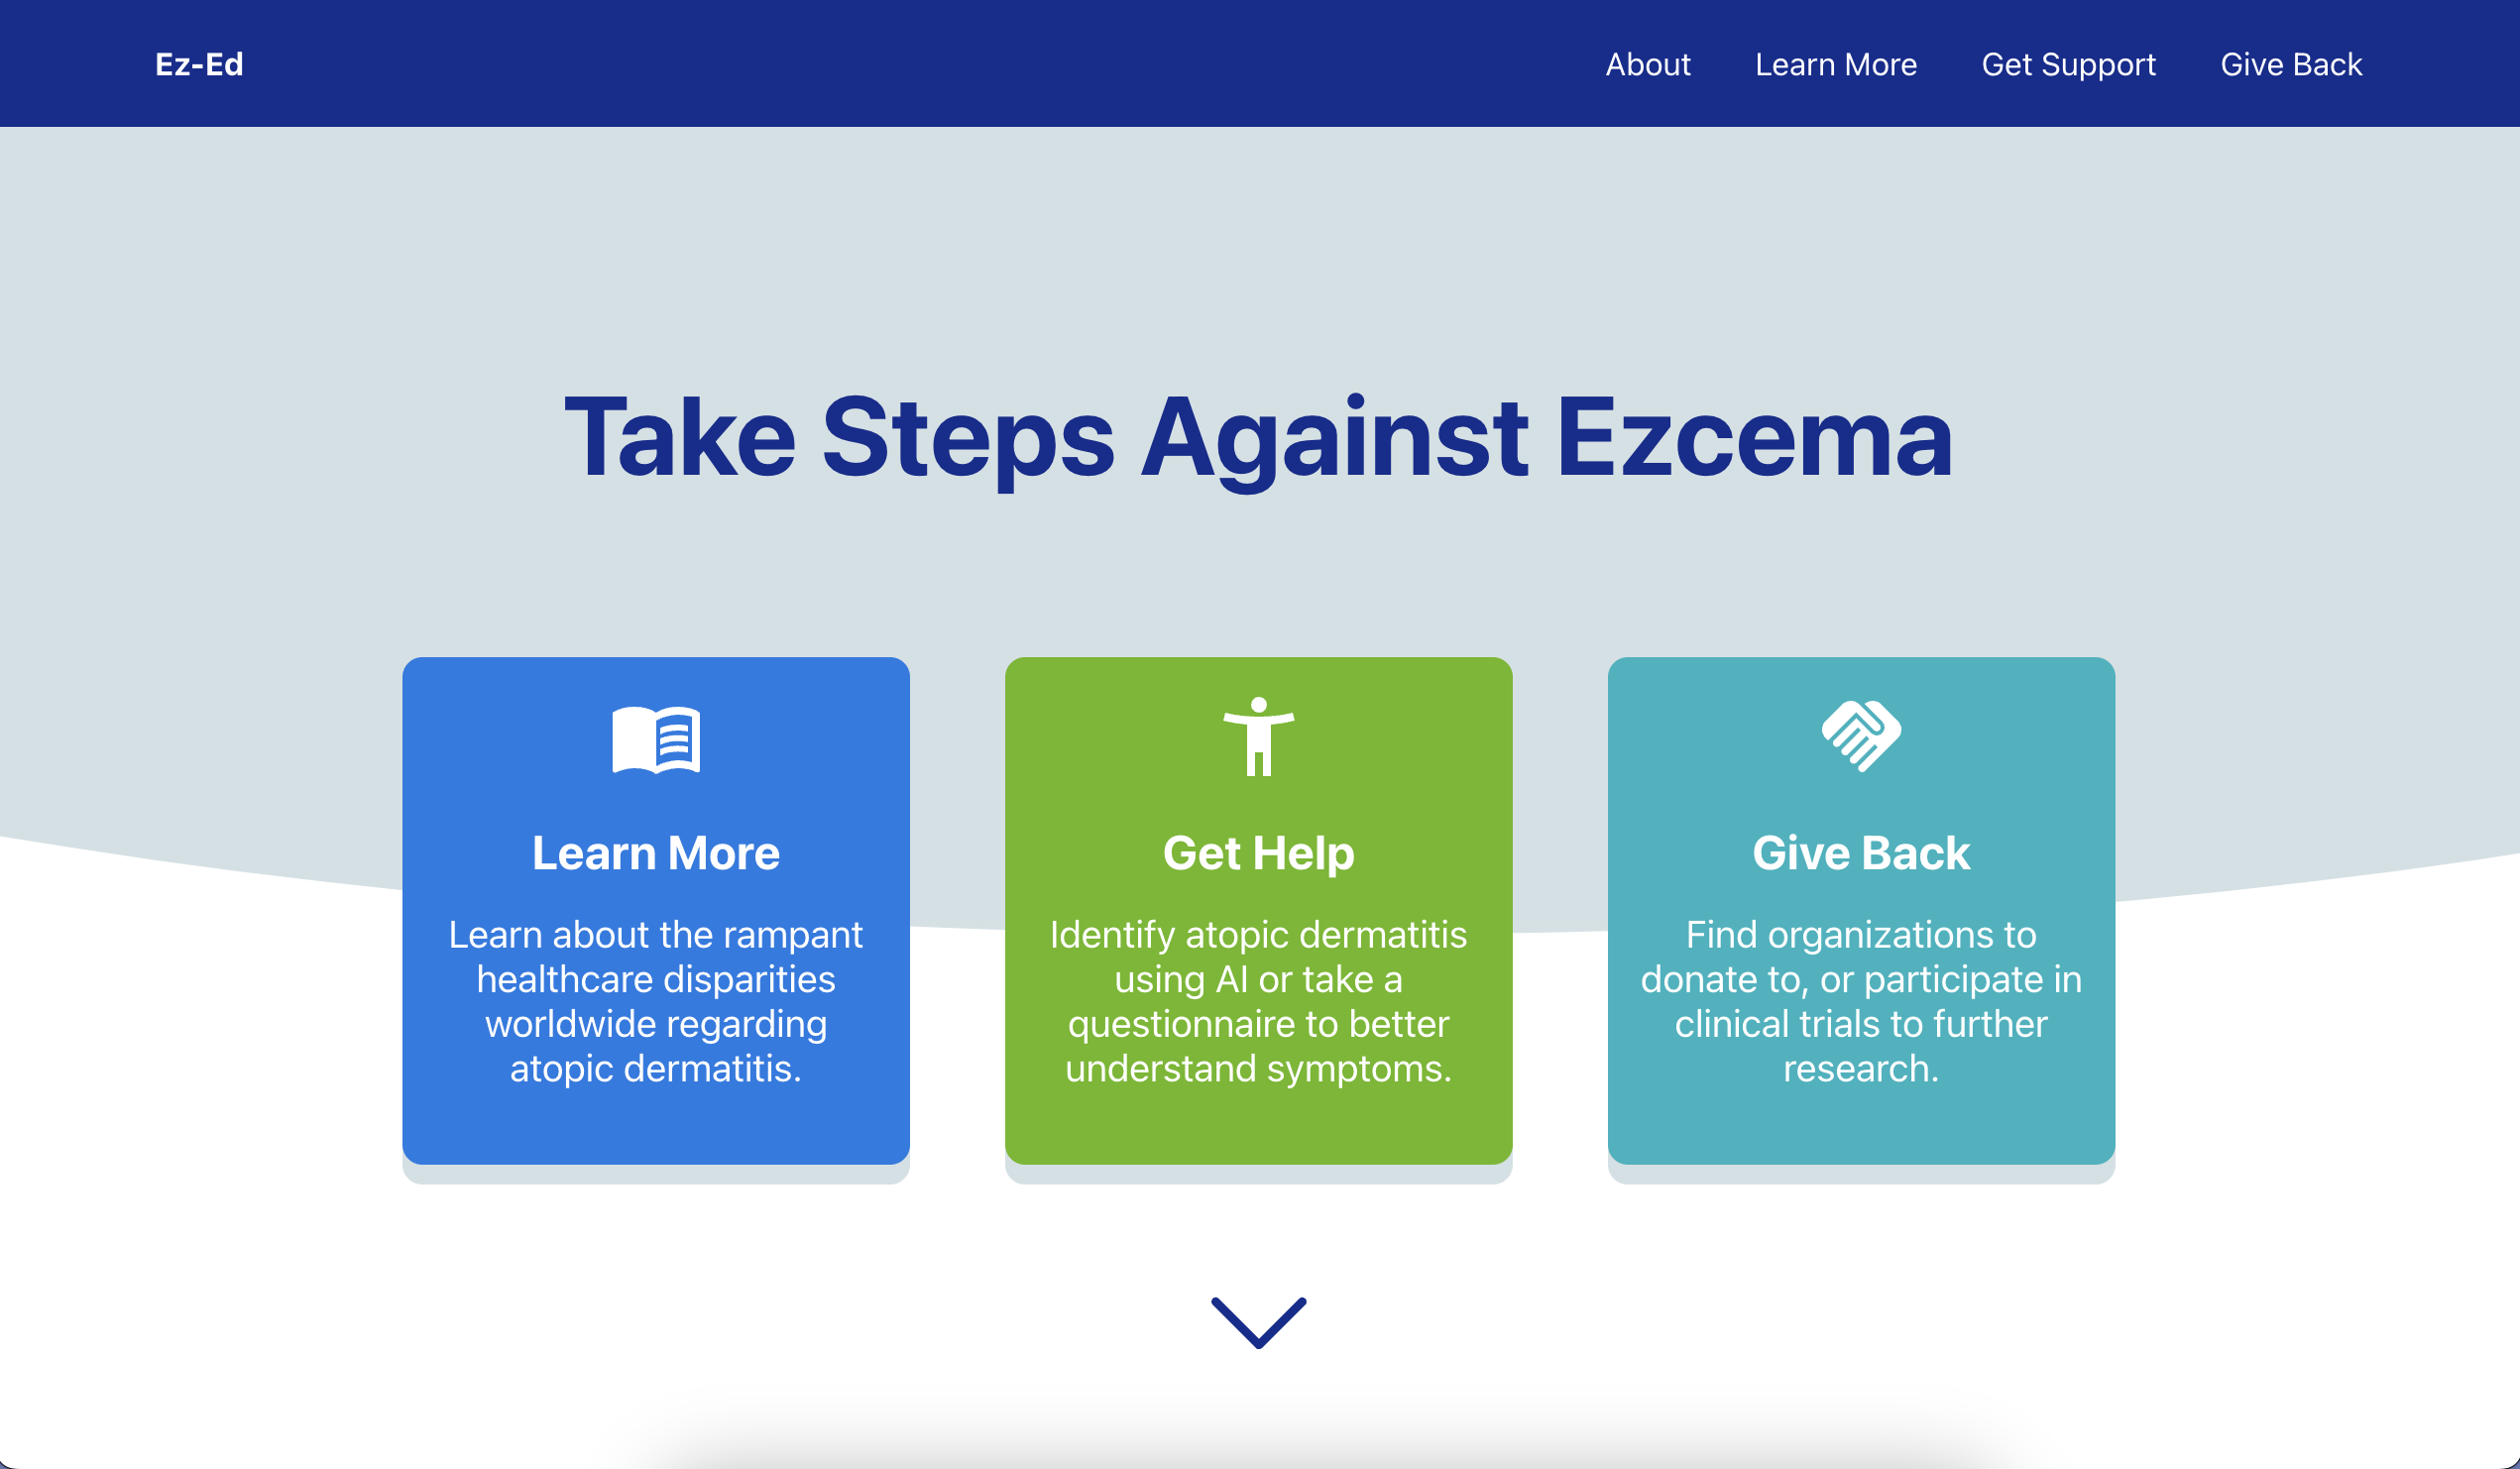 Ez-Ed
About
Learn More
Get Support
Give Back
Take Steps Against Ezcema
Learn More
Learn about the rampant
healthcare disparities
worldwide regarding
atopic dermatitis.
Get Help
Identify atopic dermatitis
using AI or take a
questionnaire to better
understand symptoms.
Give Back
Find organizations to
donate to, or participate in
clinical trials to further
research.